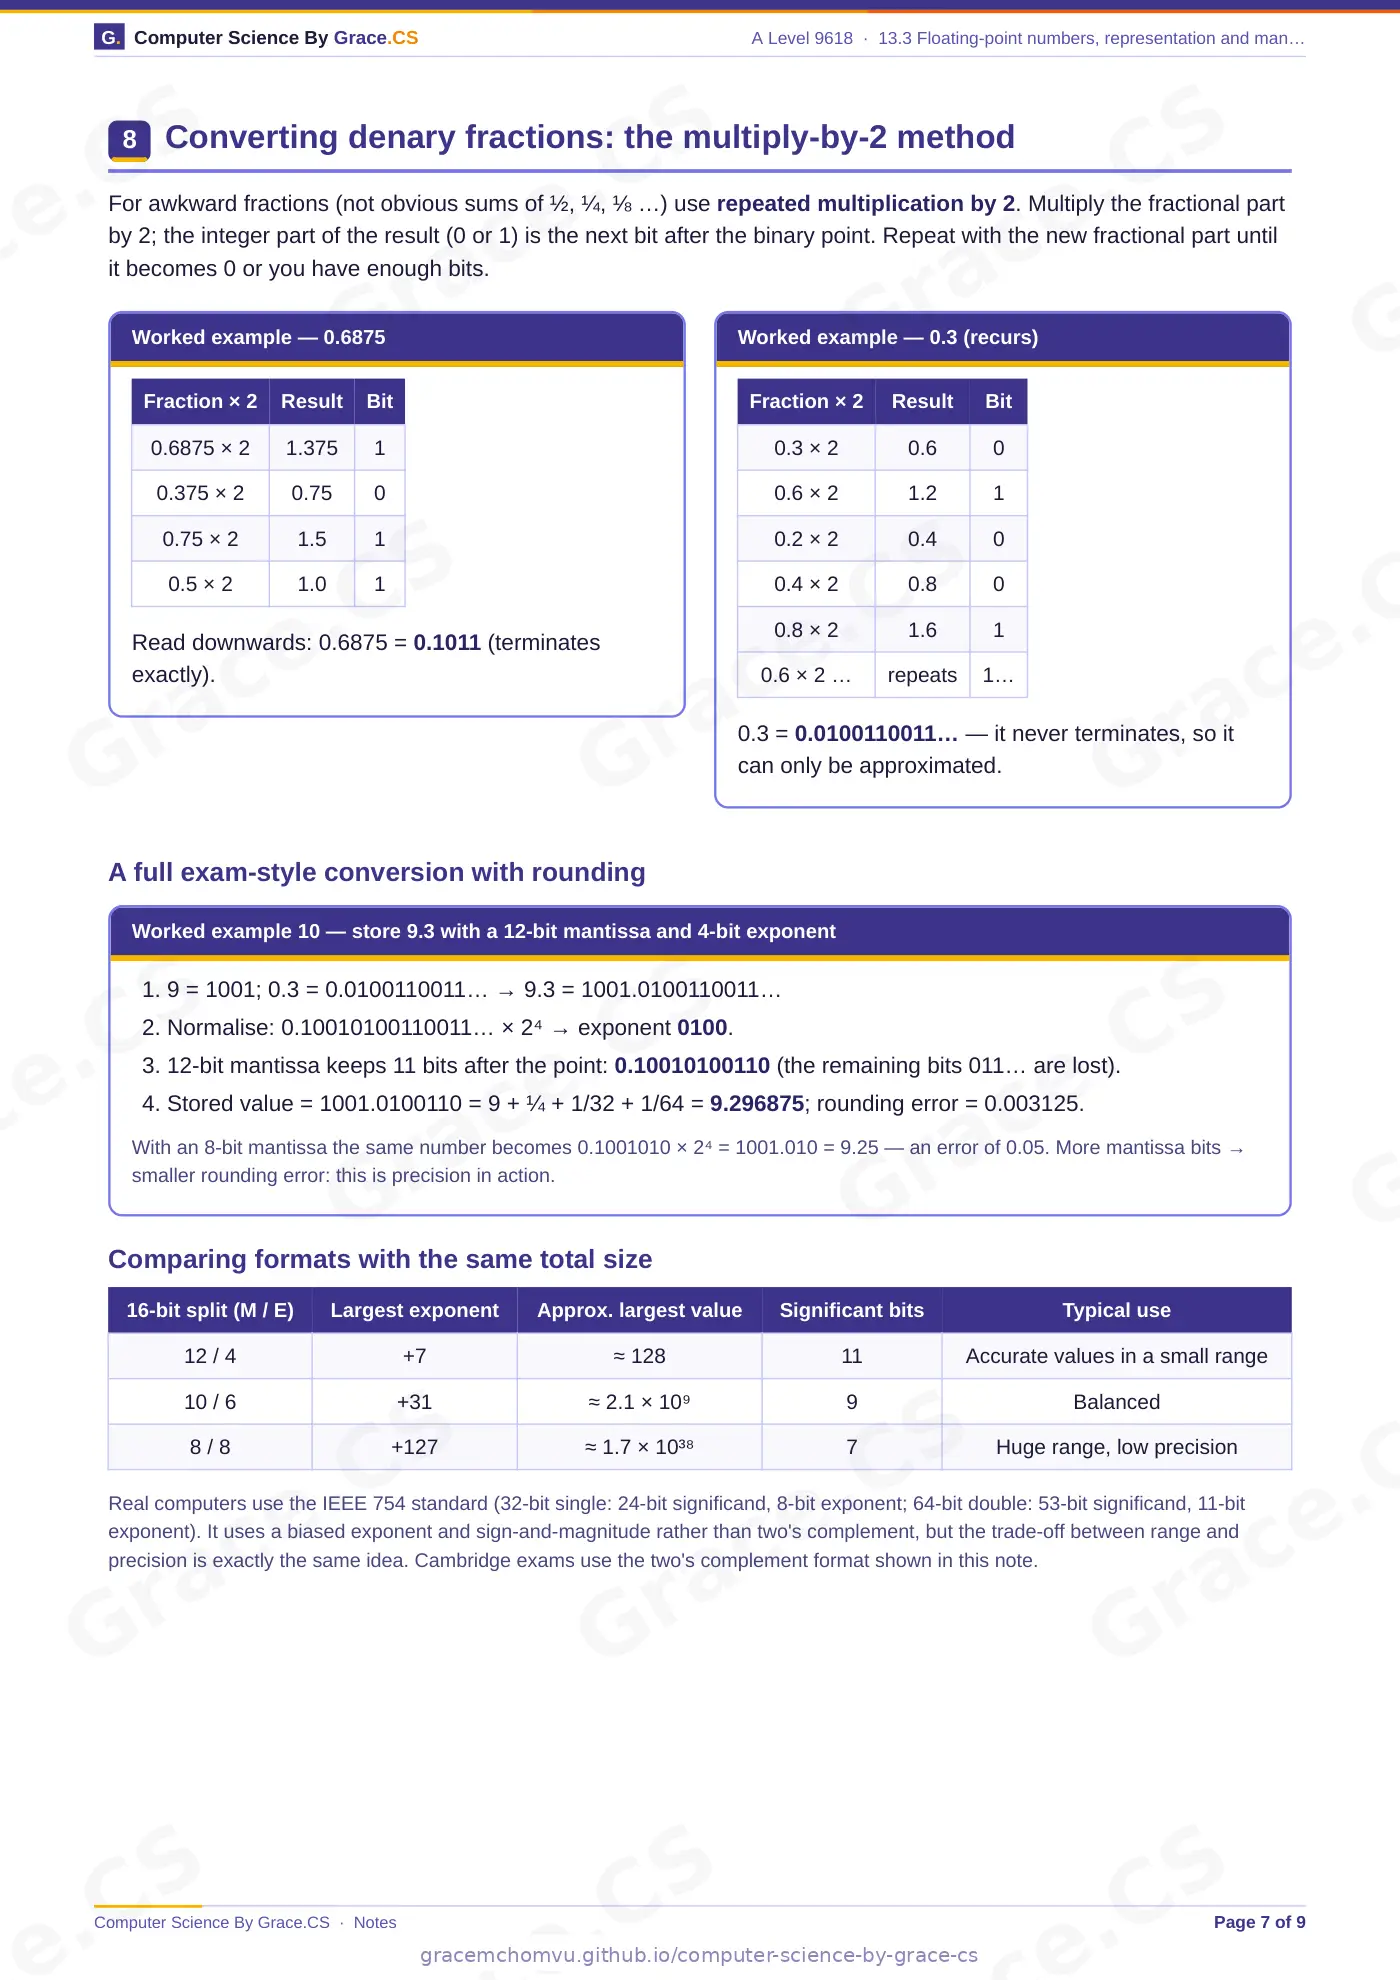 G. Computer Science By Grace.CS
A Level 9618 · 13.3 Floating-point numbers, representation and man…
8 Converting denary fractions: the multiply-by-2 method
For awkward fractions (not obvious sums of ½, ¼, ⅛ …) use repeated multiplication by 2. Multiply the fractional part
by 2; the integer part of the result (0 or 1) is the next bit after the binary point. Repeat with the new fractional part until
it becomes 0 or you have enough bits.
Worked example — 0.6875
Fraction × 2 Result Bit
0.6875 × 2 1.375 1
0.375 × 2 0.75 0
0.75 × 2 1.5 1
0.5 × 2 1.0 1
Read downwards: 0.6875 = 0.1011 (terminates
exactly).
Worked example — 0.3 (recurs)
Fraction × 2 Result Bit
0.3 × 2 0.6 0
0.6 × 2 1.2 1
0.2 × 2 0.4 0
0.4 × 2 0.8 0
0.8 × 2 1.6 1
0.6 × 2 … repeats 1…
0.3 = 0.0100110011… — it never terminates, so it
can only be approximated.
A full exam-style conversion with rounding
Worked example 10 — store 9.3 with a 12-bit mantissa and 4-bit exponent
1. 9 = 1001; 0.3 = 0.0100110011… → 9.3 = 1001.0100110011…
2. Normalise: 0.10010100110011… × 2⁴ → exponent 0100.
3. 12-bit mantissa keeps 11 bits after the point: 0.10010100110 (the remaining bits 011… are lost).
4. Stored value = 1001.0100110 = 9 + ¼ + 1/32 + 1/64 = 9.296875; rounding error = 0.003125.
With an 8-bit mantissa the same number becomes 0.1001010 × 2⁴ = 1001.010 = 9.25 — an error of 0.05. More mantissa bits →
smaller rounding error: this is precision in action.
Comparing formats with the same total size
16-bit split (M / E) Largest exponent Approx. largest value Significant bits Typical use
12 / 4 +7 ≈ 128 11 Accurate values in a small range
10 / 6 +31 ≈ 2.1 × 10⁹ 9 Balanced
8 / 8 +127 ≈ 1.7 × 10³⁸ 7 Huge range, low precision
Real computers use the IEEE 754 standard (32-bit single: 24-bit significand, 8-bit exponent; 64-bit double: 53-bit significand, 11-bit
exponent). It uses a biased exponent and sign-and-magnitude rather than two's complement, but the trade-off between range and
precision is exactly the same idea. Cambridge exams use the two's complement format shown in this note.
Computer Science By Grace.CS · Notes
Page 7 of 9
gracemchomvu.github.io/computer-science-by-grace-cs